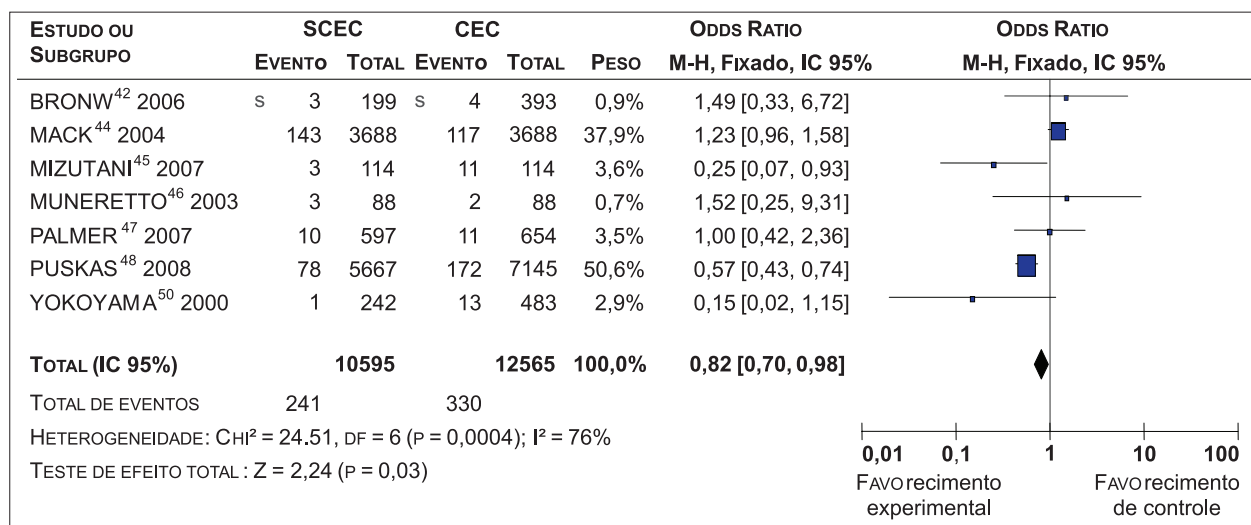 ESTUDO OU SUBGRUPO SCEC CEC ODDS RATIO ODDS RATIO
EVENTO TOTAL EVENTO TOTAL PESO M-H, FIXADO, IC 95% M-H, FIXADO, IC 95%
BRONW42 2006 S 3 199 S 4 393 0,9% 1,49 [0,33, 6,72]
MACK44 2004 143 3688 117 3688 37,9% 1,23 [0,96, 1,58]
MIZUTANI45 2007 3 114 11 114 3,6% 0,25 [0,07, 0,93]
MUNERETTO46 2003 3 88 2 88 0,7% 1,52 [0,25, 9,31]
PALMER47 2007 10 597 11 654 3,5% 1,00 [0,42, 2,36]
PUSKAS48 2008 78 5667 172 7145 50,6% 0,57 [0,43, 0,74]
YOKOYAMA50 2000 1 242 13 483 2,9% 0,15 [0,02, 1,15]
TOTAL (IC 95%) 10595 12565 100,0% 0,82 [0,70, 0,98]
TOTAL DE EVENTOS 241 330
HETEROGENEIDADE: CHI² = 24.51, DF = 6 (P = 0,0004); I² = 76%
TESTE DE EFEITO TOTAL : Z = 2,24 (P = 0,03)
0,01 0,1 1 10 100
FAVO recimento experimental
FAVO recimento de controle